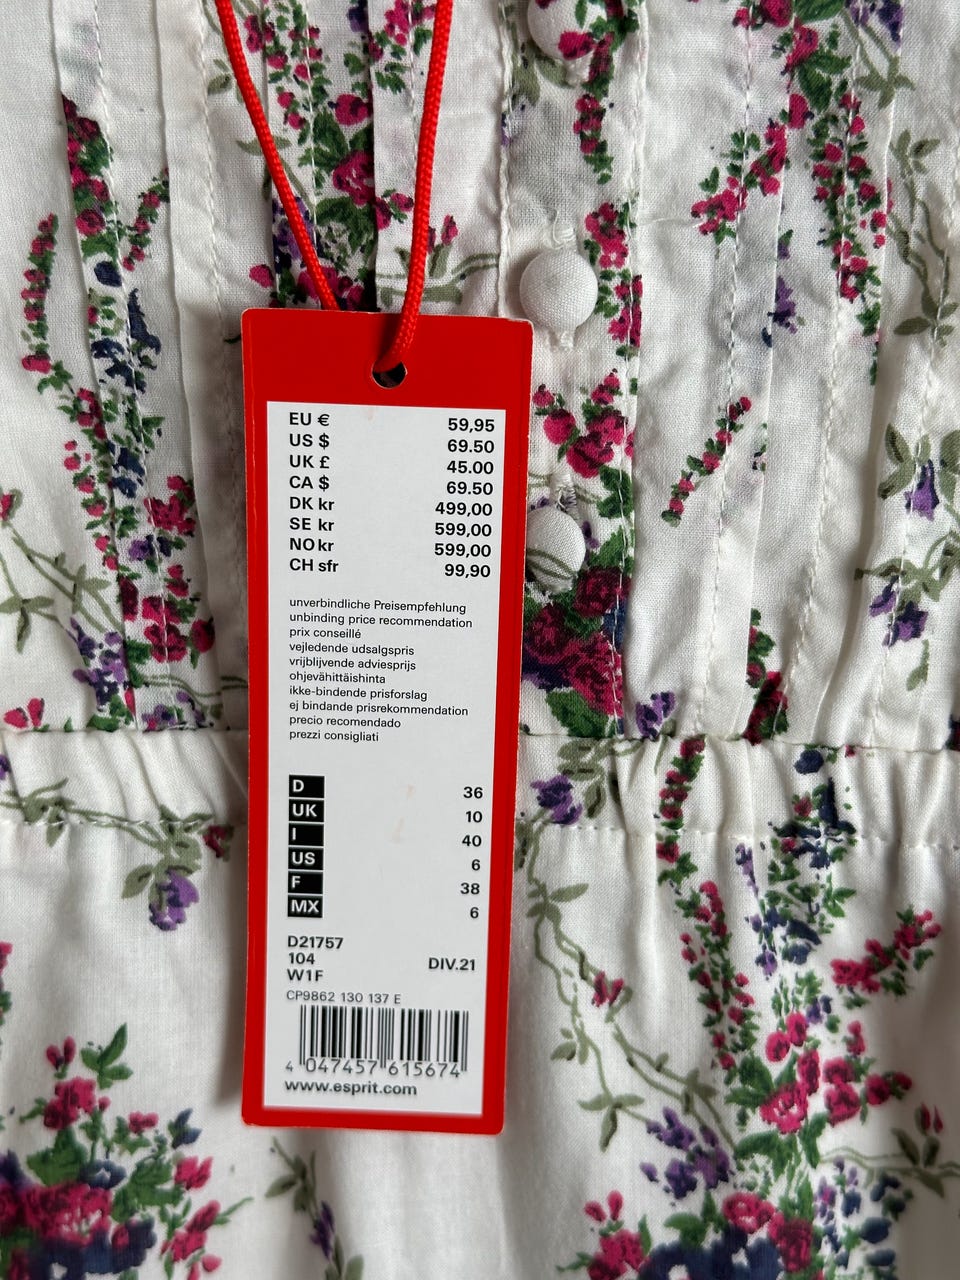 EU € 59,95
US $ 69.50
UK £ 45.00
CA $ 69.50
DK kr 499,00
SE kr 599,00
NO kr 599,00
CH sfr 99,90
unverbindliche Preisempfehlung
unbinding price recommendation
prix conseillé
vejledende udsalgspris
vrijblijvende adviesprijs
ohjevähittäishinta
ikke-bindende prisforslag
ej bindande prisrekommendation
precio recomendado
prezzi consigliati
D 36
UK 10
I 40
US 6
F 38
MX 6
D21757
104 DIV.21
W1F
CP9862 130 137 E
4 047457 615674
www.esprit.com